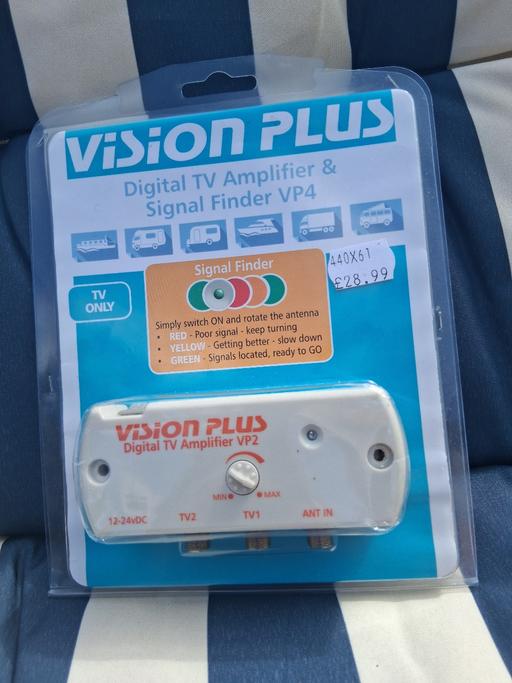 ViSiON PLUS
Digital TV Amplifier &
Signal Finder VP4
440X61
£28.99
Signal Finder
TV
ONLY
Simply switch ON and rotate the antenna
• RED - Poor signal - keep turning
• YELLOW - Getting better - slow down
• GREEN - Signals located, ready to GO
ViSiON PLUS
Digital TV Amplifier VP2
MIN MAX
12-24vDC TV2 TV1 ANT IN